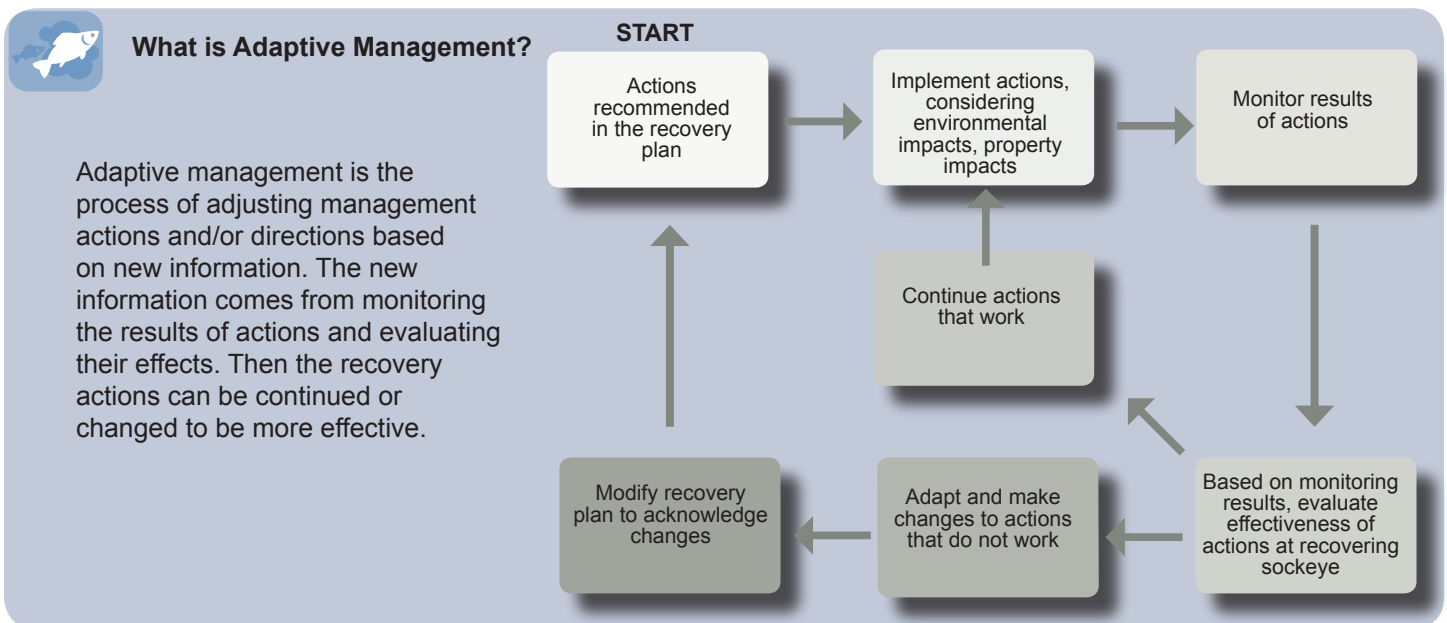 What is Adaptive Management?
Adaptive management is the
process of adjusting management
actions and/or directions based
on new information. The new
information comes from monitoring
the results of actions and evaluating
their effects. Then the recovery
actions can be continued or
changed to be more effective.
START
Actions
recommended
in the recovery
plan
Implement actions,
considering
environmental
impacts, property
impacts
Monitor results
of actions
Continue actions
that work
Based on monitoring
results, evaluate
effectiveness of
actions at recovering
sockeye
Adapt and make
changes to actions
that do not work
Modify recovery
plan to acknowledge
changes